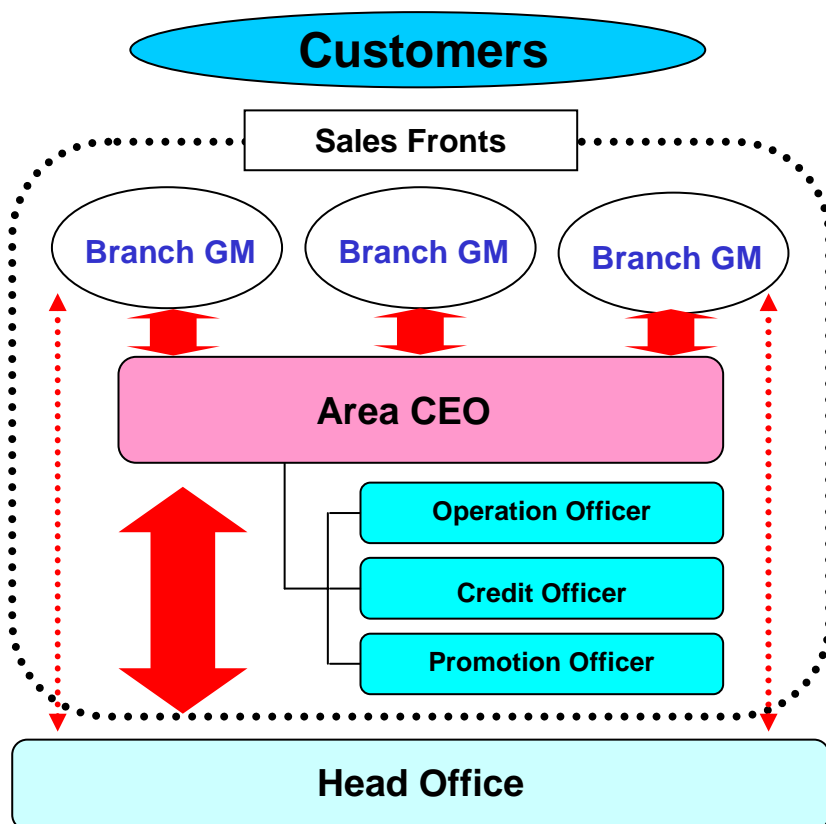 Customers
Sales Fronts
Branch GM
Branch GM
Branch GM
Area CEO
Operation Officer
Credit Officer
Promotion Officer
Head Office